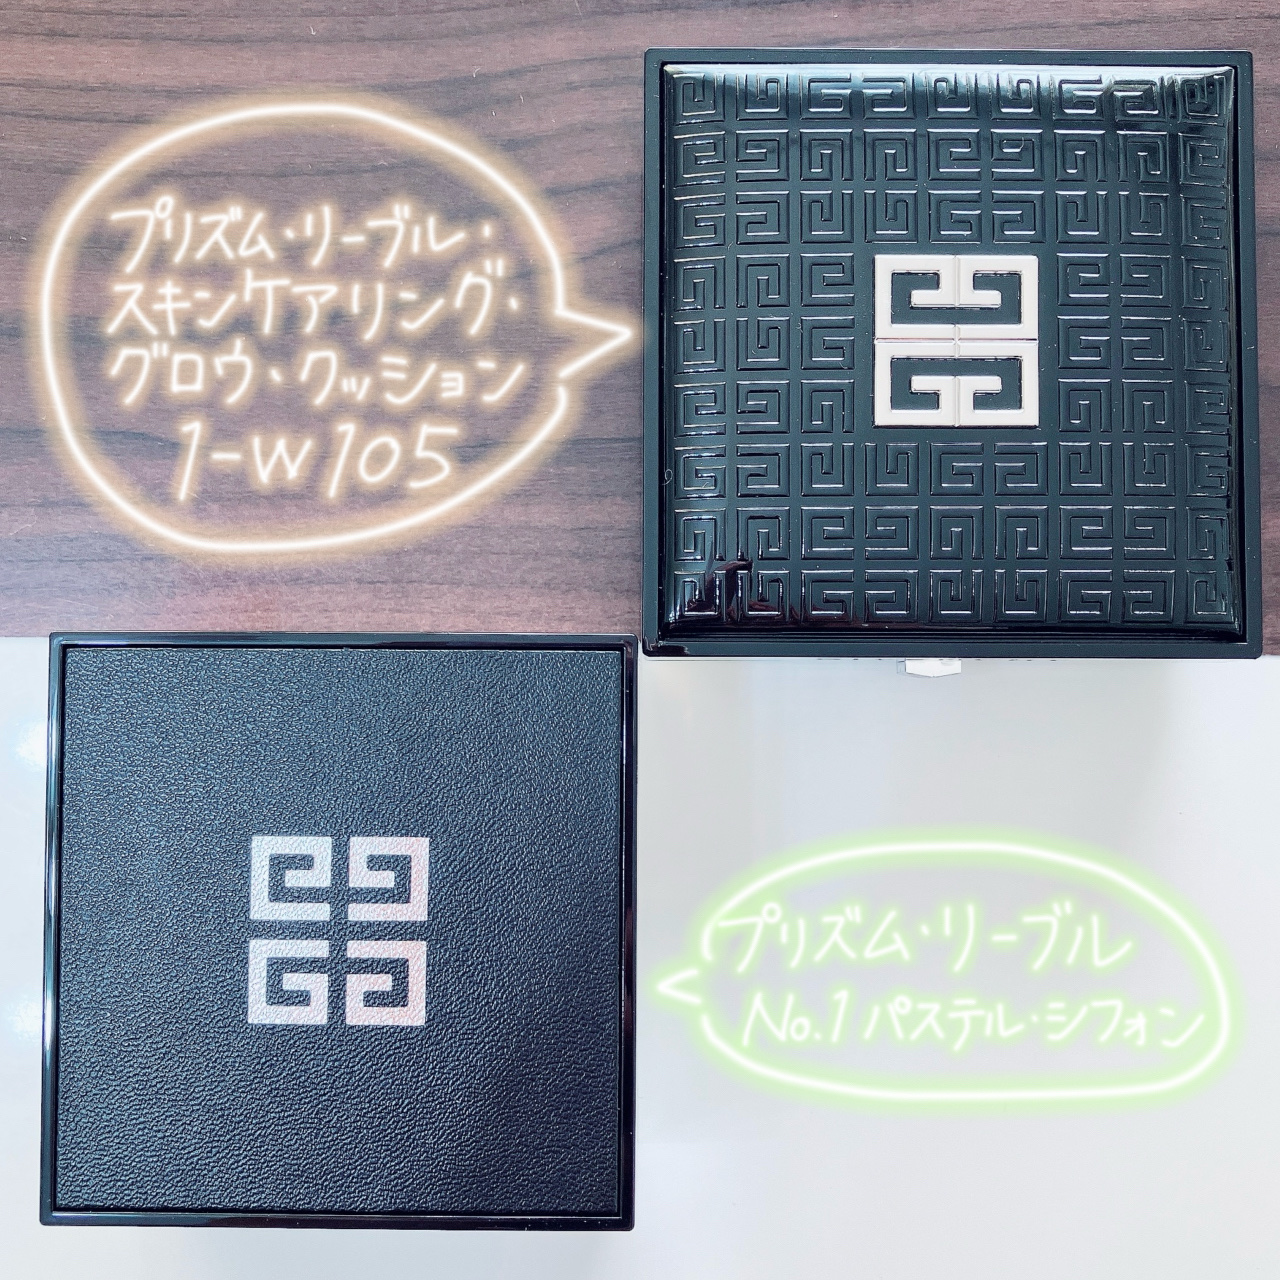 プリズム・リーブル・
スキンケアリング・
グロウ・クッション
1-W105
プリズム・リーブル
No.1 パステル・シフォン